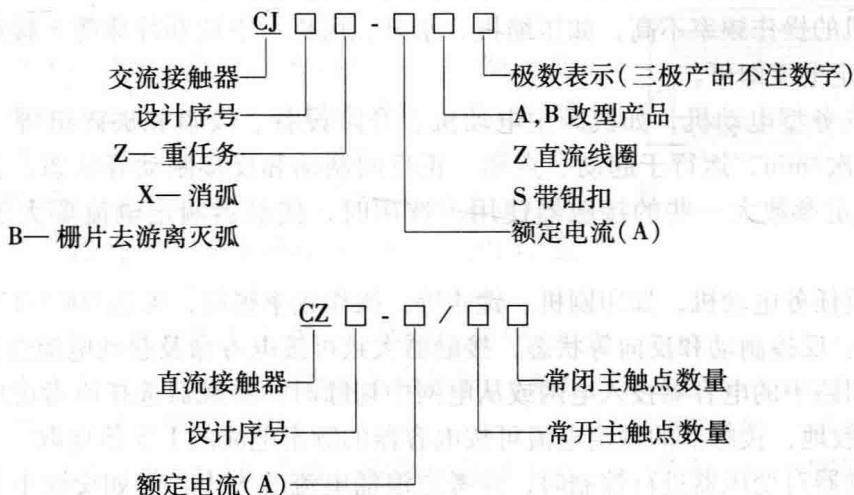 CJ□□-□□□
交流接触器 极数表示(三极产品不注数字)
设计序号 A,B改型产品
Z—重任务 Z直流线圈
X—消弧 S带钮扣
B—栅片去游离灭弧 额定电流(A)
CZ□-□/□□
直流接触器 常闭主触点数量
设计序号 常开主触点数量
额定电流(A)